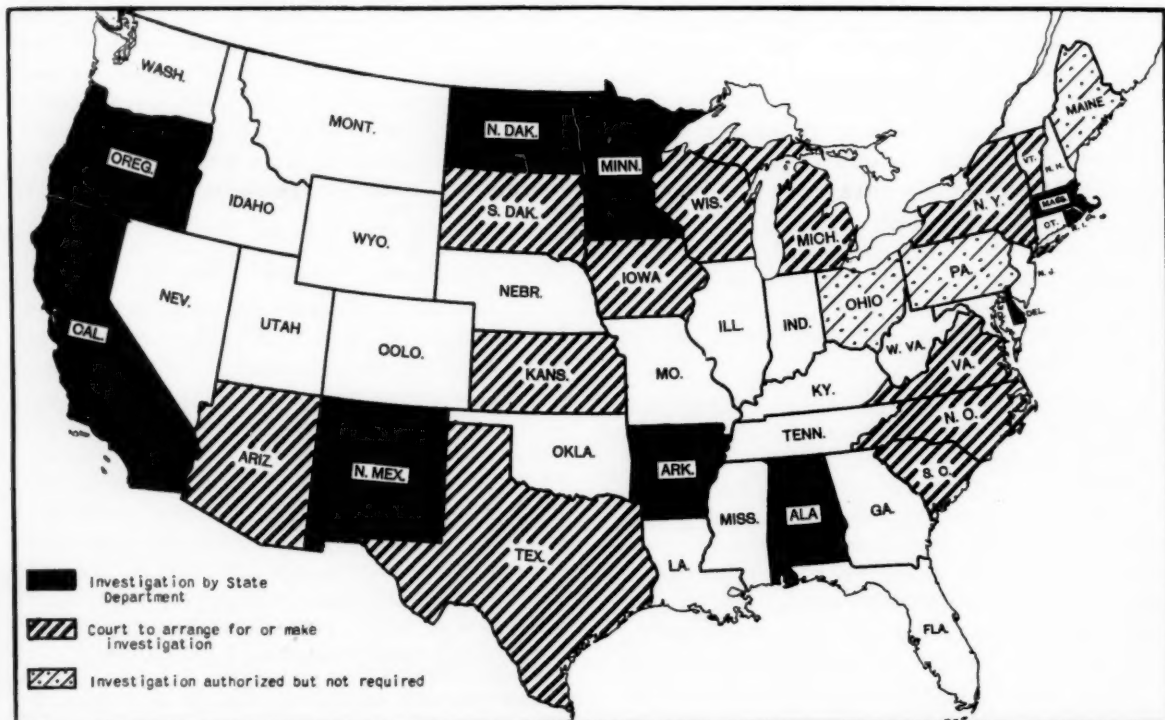 WASH.
MONT.
N. DAK.
MINN.
MAINE
OREG.
IDAHO
S. DAK.
WIS.
VT.
N. H.
N. Y.
MASS.
WYO.
MICH.
CT.
R. I.
IOWA
PA.
N. J.
NEV.
NEBR.
OHIO
UTAH
ILL.
IND.
DEL.
CAL.
COLO.
W. VA.
KANS.
MO.
VA.
KY.
N. O.
ARIZ.
OKLA.
TENN.
N. MEX.
ARK.
S. O.
MISS.
ALA
GA.
TEX.
LA.
FLA.
Investigation by State
Department
Court to arrange for or make
investigation
Investigation authorized but not required